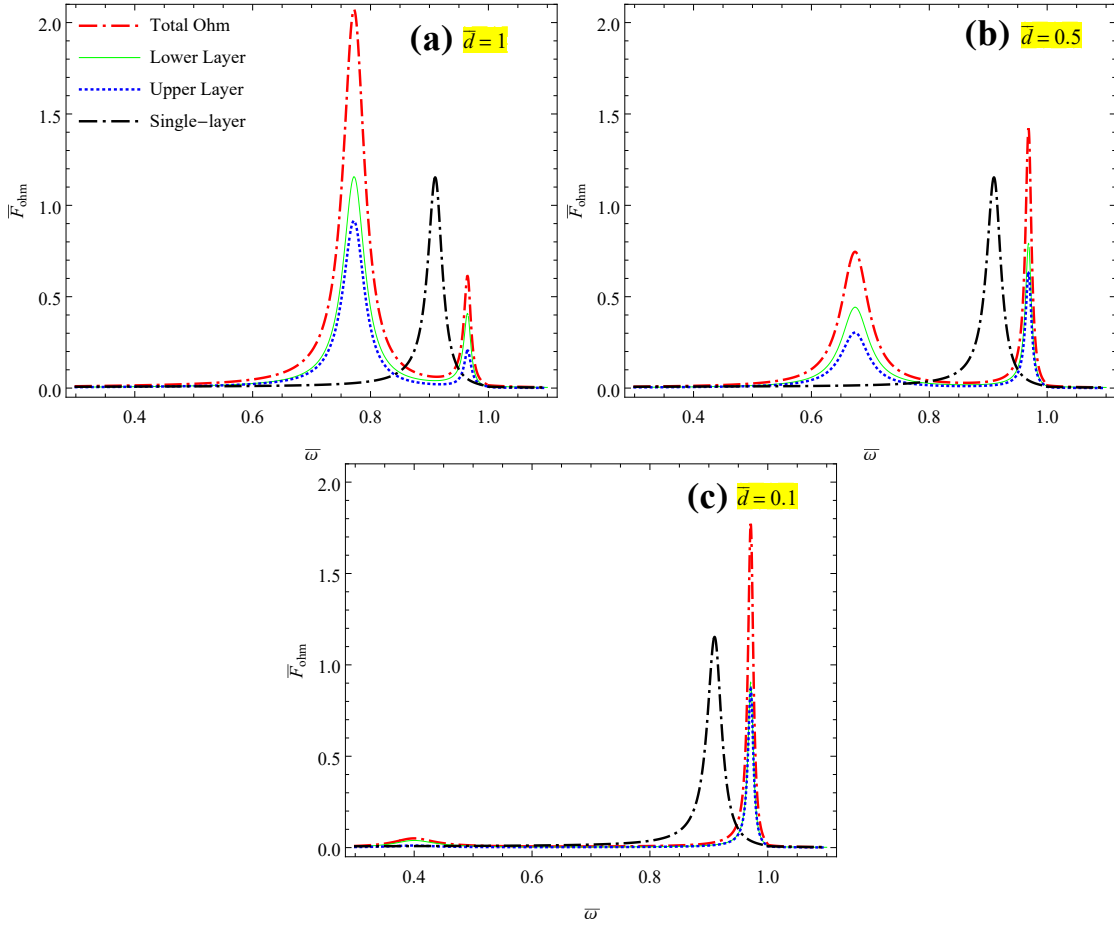 (a) d̅ = 1
Total Ohm
Lower Layer
Upper Layer
Single−layer
2.0
1.5
1.0
0.5
0.0
F̅ohm
0.4 0.6 0.8 1.0
ω̅
(b) d̅ = 0.5
2.0
1.5
1.0
0.5
0.0
F̅ohm
0.4 0.6 0.8 1.0
ω̅
(c) d̅ = 0.1
2.0
1.5
1.0
0.5
0.0
F̅ohm
0.4 0.6 0.8 1.0
ω̅